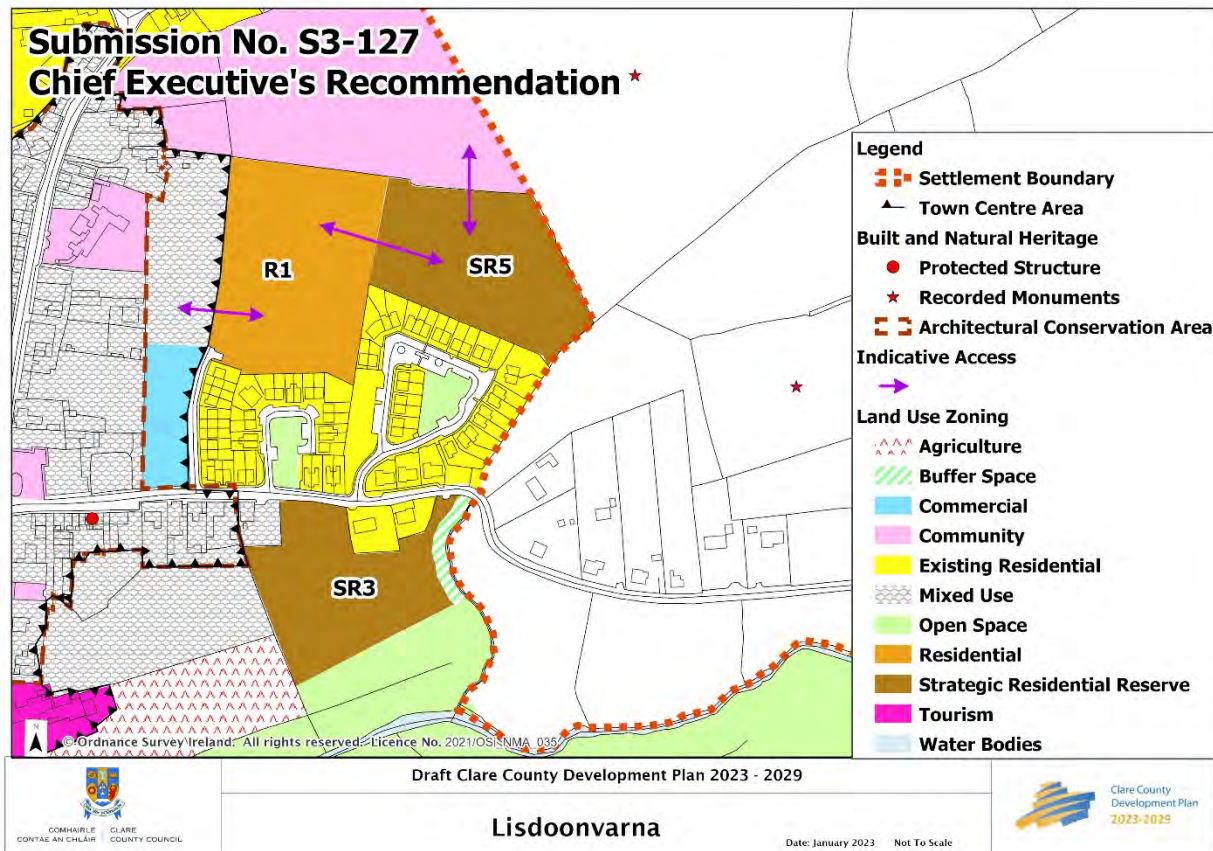 Submission No. S3-127
Chief Executive's Recommendation
R1
SR5
SR3
Legend
Settlement Boundary
Town Centre Area
Built and Natural Heritage
Protected Structure
Recorded Monuments
Architectural Conservation Area
Indicative Access
Land Use Zoning
Agriculture
Buffer Space
Commercial
Community
Existing Residential
Mixed Use
Open Space
Residential
Strategic Residential Reserve
Tourism
Water Bodies
N
© Ordnance Survey Ireland. All rights reserved. Licence No. 2021/OSi_NMA_035
COMHAIRLE CONTAE AN CHLÁIR
CLARE COUNTY COUNCIL
Draft Clare County Development Plan 2023 - 2029
Lisdoonvarna
Date: January 2023 Not To Scale
Clare County
Development Plan
2023-2029